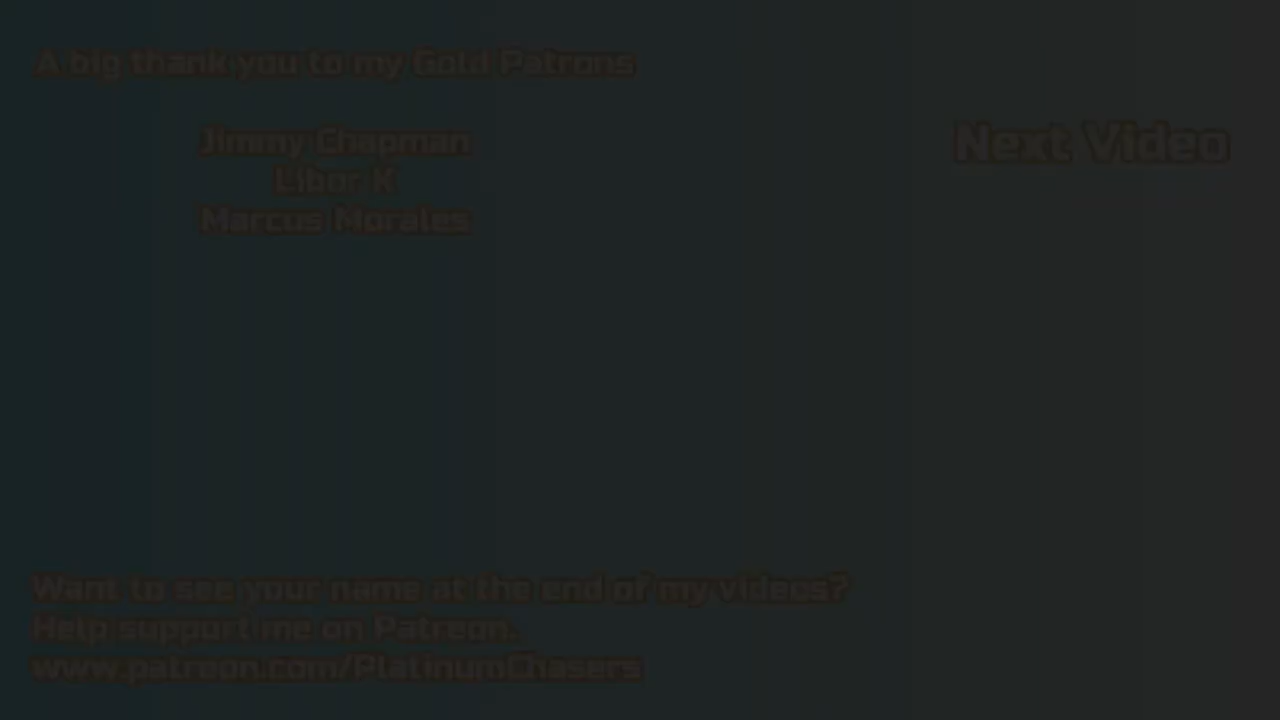 A big thank you to my Gold Patrons
Jimmy Chapman
Libor K
Marcus Morales
Next Video
Want to see your name at the end of my videos?
Help support me on Patreon.
www.patreon.com/PlatinumChasers